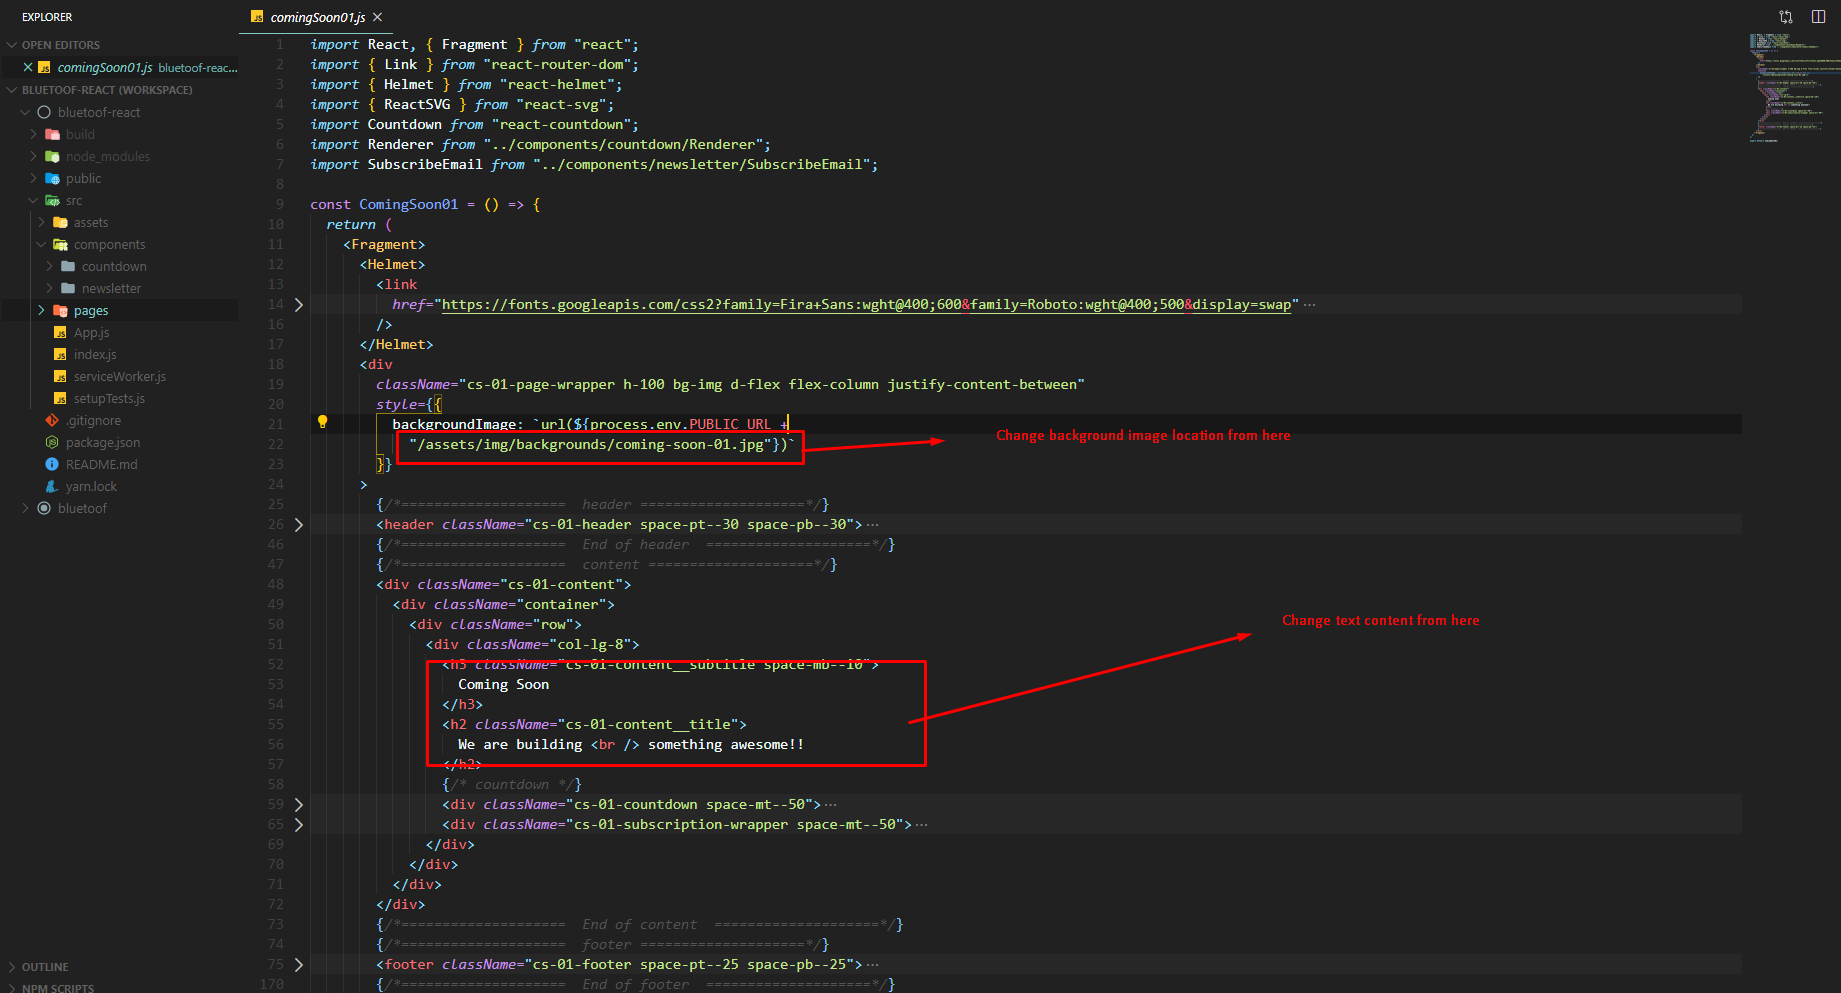 EXPLORER
OPEN EDITORS
comingSoon01.js bluetoof-reac...
BLUETOOF-REACT (WORKSPACE)
bluetoof-react
build
node_modules
public
src
assets
components
countdown
newsletter
pages
App.js
index.js
serviceWorker.js
setupTests.js
.gitignore
package.json
README.md
yarn.lock
bluetoof
OUTLINE
NPM SCRIPTS
comingSoon01.js
1 import React, { Fragment } from "react";
2 import { Link } from "react-router-dom";
3 import { Helmet } from "react-helmet";
4 import { ReactSVG } from "react-svg";
5 import Countdown from "react-countdown";
6 import Renderer from "../components/countdown/Renderer";
7 import SubscribeEmail from "../components/newsletter/SubscribeEmail";
8
9 const ComingSoon01 = () => {
10 return (
11 <Fragment>
12 <Helmet>
13 <link
14 href="https://fonts.googleapis.com/css2?family=Fira+Sans:wght@400;600&family=Roboto:wght@400;500&display=swap" ...
16 />
17 </Helmet>
18 <div
19 className="cs-01-page-wrapper h-100 bg-img d-flex flex-column justify-content-between"
20 style={{
21 backgroundImage: `url(${process.env.PUBLIC_URL +
22 "/assets/img/backgrounds/coming-soon-01.jpg"})`
Change background image location from here
23 }}
24 >
25 {/*==================== header ====================*/}
26 <header className="cs-01-header space-pt--30 space-pb--30"> ...
46 {/*==================== End of header ====================*/}
47 {/*==================== content ====================*/}
48 <div className="cs-01-content">
49 <div className="container">
50 <div className="row">
Change text content from here
51 <div className="col-lg-8">
52 <h3 className="cs-01-content__subtitle space-mb--10">
53 Coming Soon
54 </h3>
55 <h2 className="cs-01-content__title">
56 We are building <br /> something awesome!!
57 </h2>
58 {/* countdown */}
59 <div className="cs-01-countdown space-mt--50"> ...
65 <div className="cs-01-subscription-wrapper space-mt--50"> ...
69 </div>
70 </div>
71 </div>
72 </div>
73 {/*==================== End of content ====================*/}
74 {/*==================== footer ====================*/}
75 <footer className="cs-01-footer space-pt--25 space-pb--25"> ...
170 {/*==================== End of footer ====================*/}